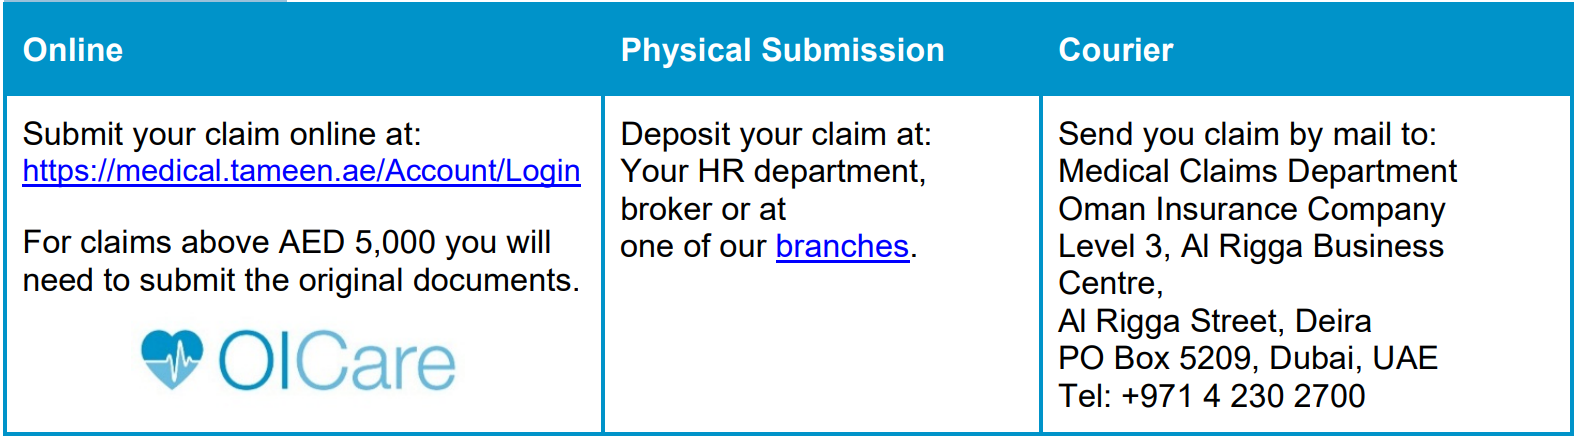 Online
Submit your claim online at:
https://medical.tameen.ae/Account/Login
For claims above AED 5,000 you will
need to submit the original documents.
OICare
Physical Submission
Deposit your claim at:
Your HR department,
broker or at
one of our branches.
Courier
Send you claim by mail to:
Medical Claims Department
Oman Insurance Company
Level 3, Al Rigga Business
Centre,
Al Rigga Street, Deira
PO Box 5209, Dubai, UAE
Tel: +971 4 230 2700